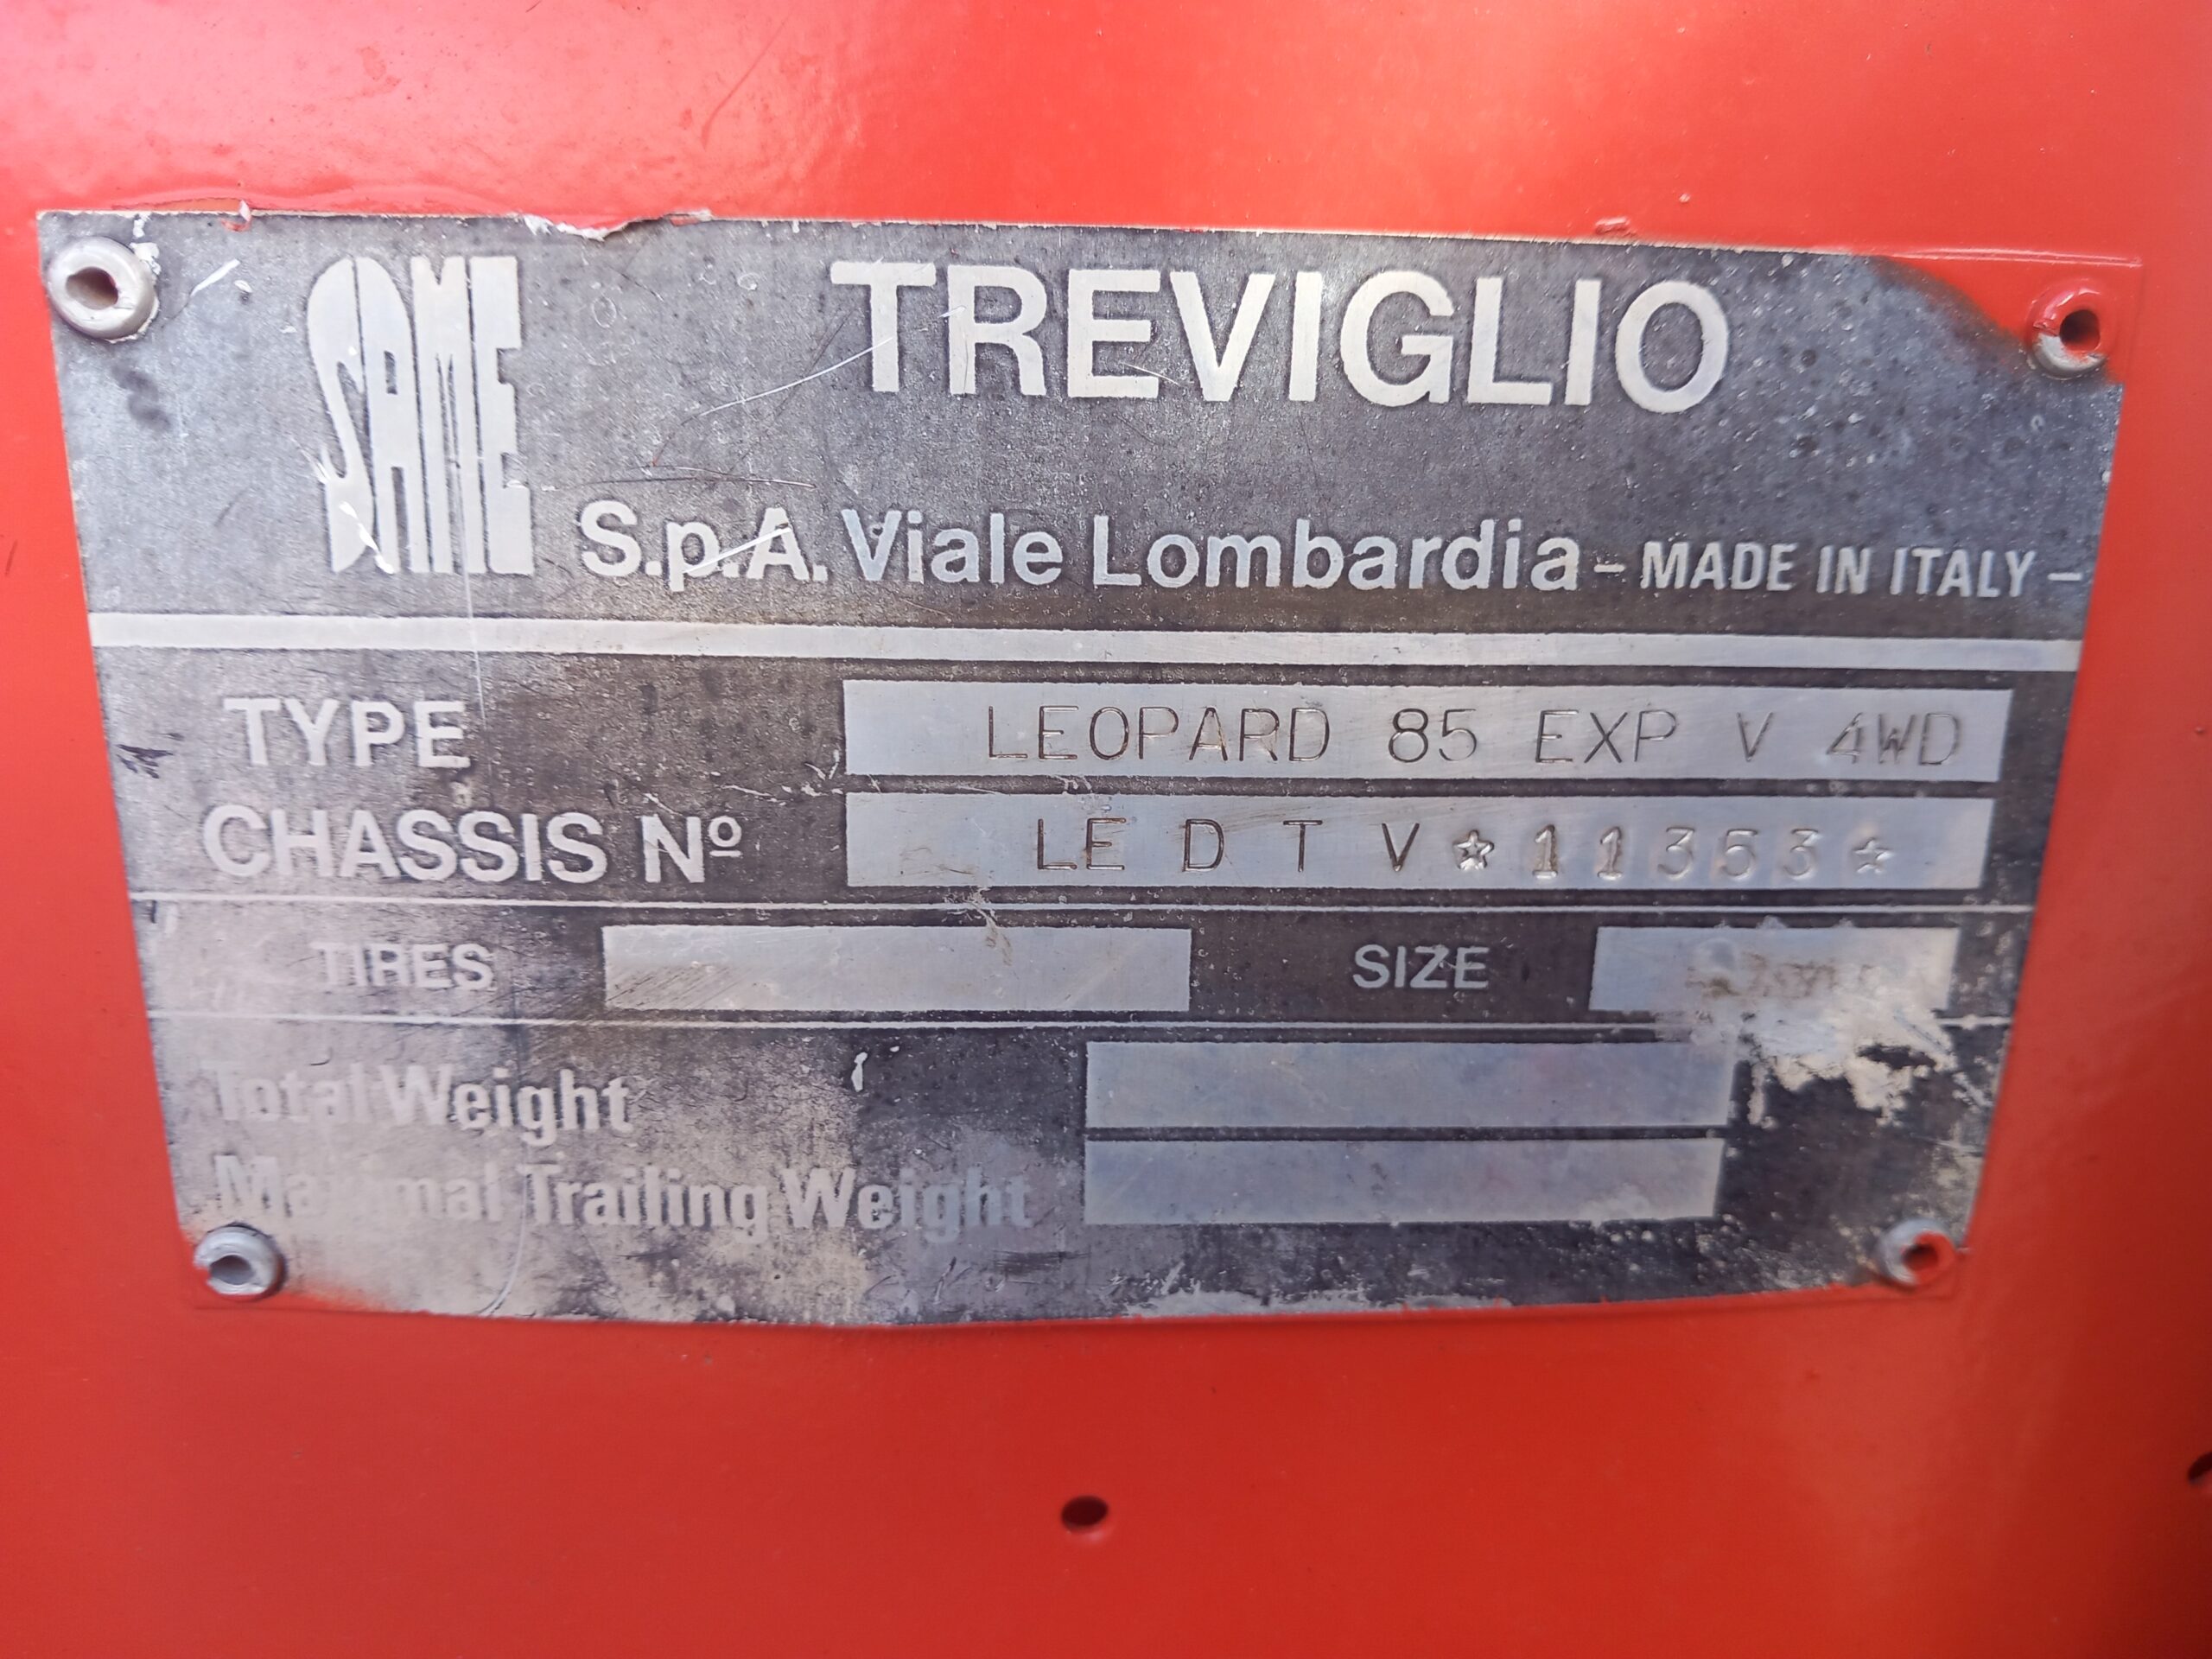 SAME TREVIGLIO
S.p.A. Viale Lombardia - MADE IN ITALY -
TYPE LEOPARD 85 EXP V 4WD
CHASSIS Nº LE D T V ☆ 11353 ☆
TIRES SIZE
Total Weight
Maximal Trailing Weight